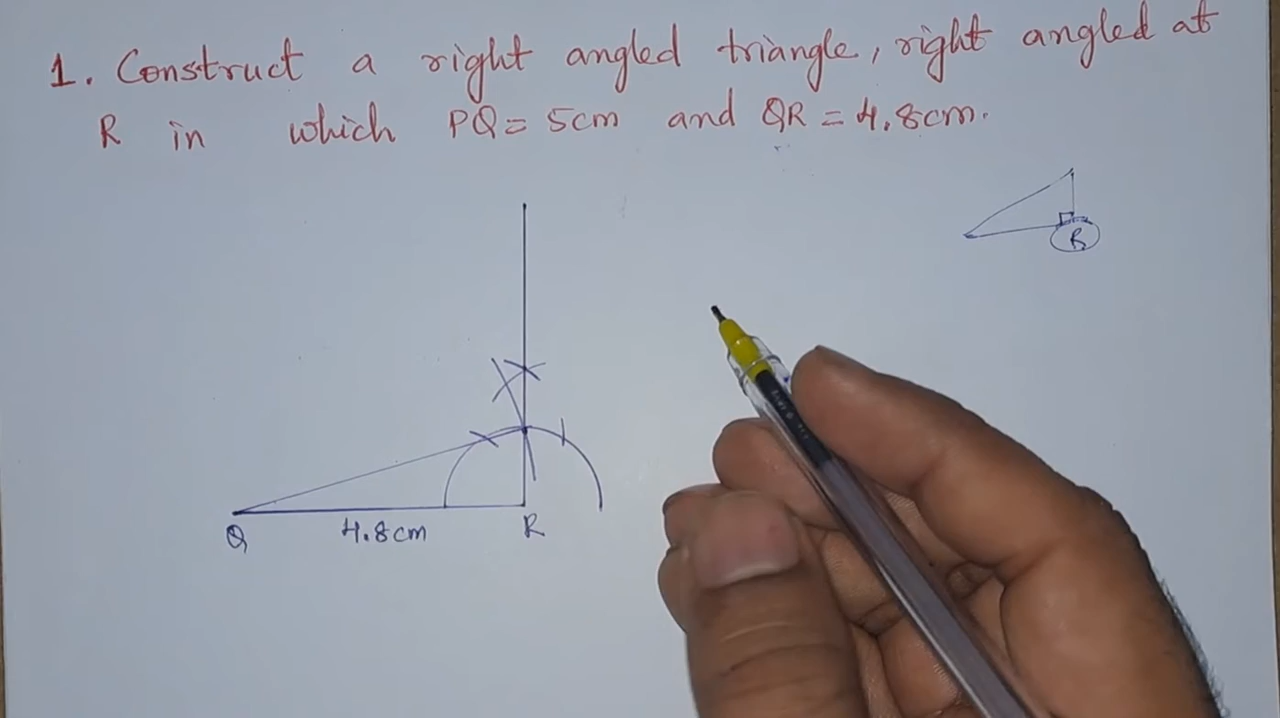 1. Construct a right angled triangle, right angled at
R in which PQ = 5cm and QR = 4.8cm.
R
Q 4.8cm R